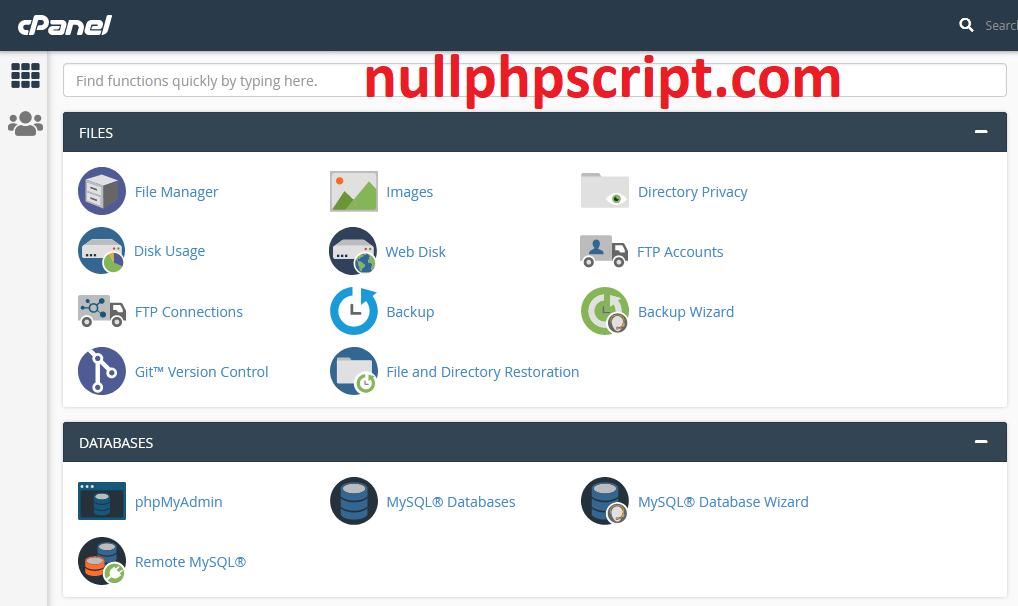 cPanel
Search
nullphpscript.com
Find functions quickly by typing here.
FILES
File Manager
Images
Directory Privacy
Disk Usage
Web Disk
FTP Accounts
FTP Connections
Backup
Backup Wizard
Git™ Version Control
File and Directory Restoration
DATABASES
phpMyAdmin
MySQL® Databases
MySQL® Database Wizard
Remote MySQL®